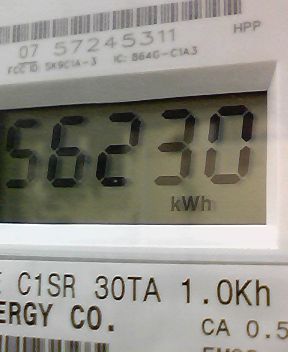 07 57245311
HPP
FCC ID: SK9C1A-3 IC: 864G-C1A3
56230
kWh
C1SR 30TA 1.0Kh
ERGY CO.
CA 0.5